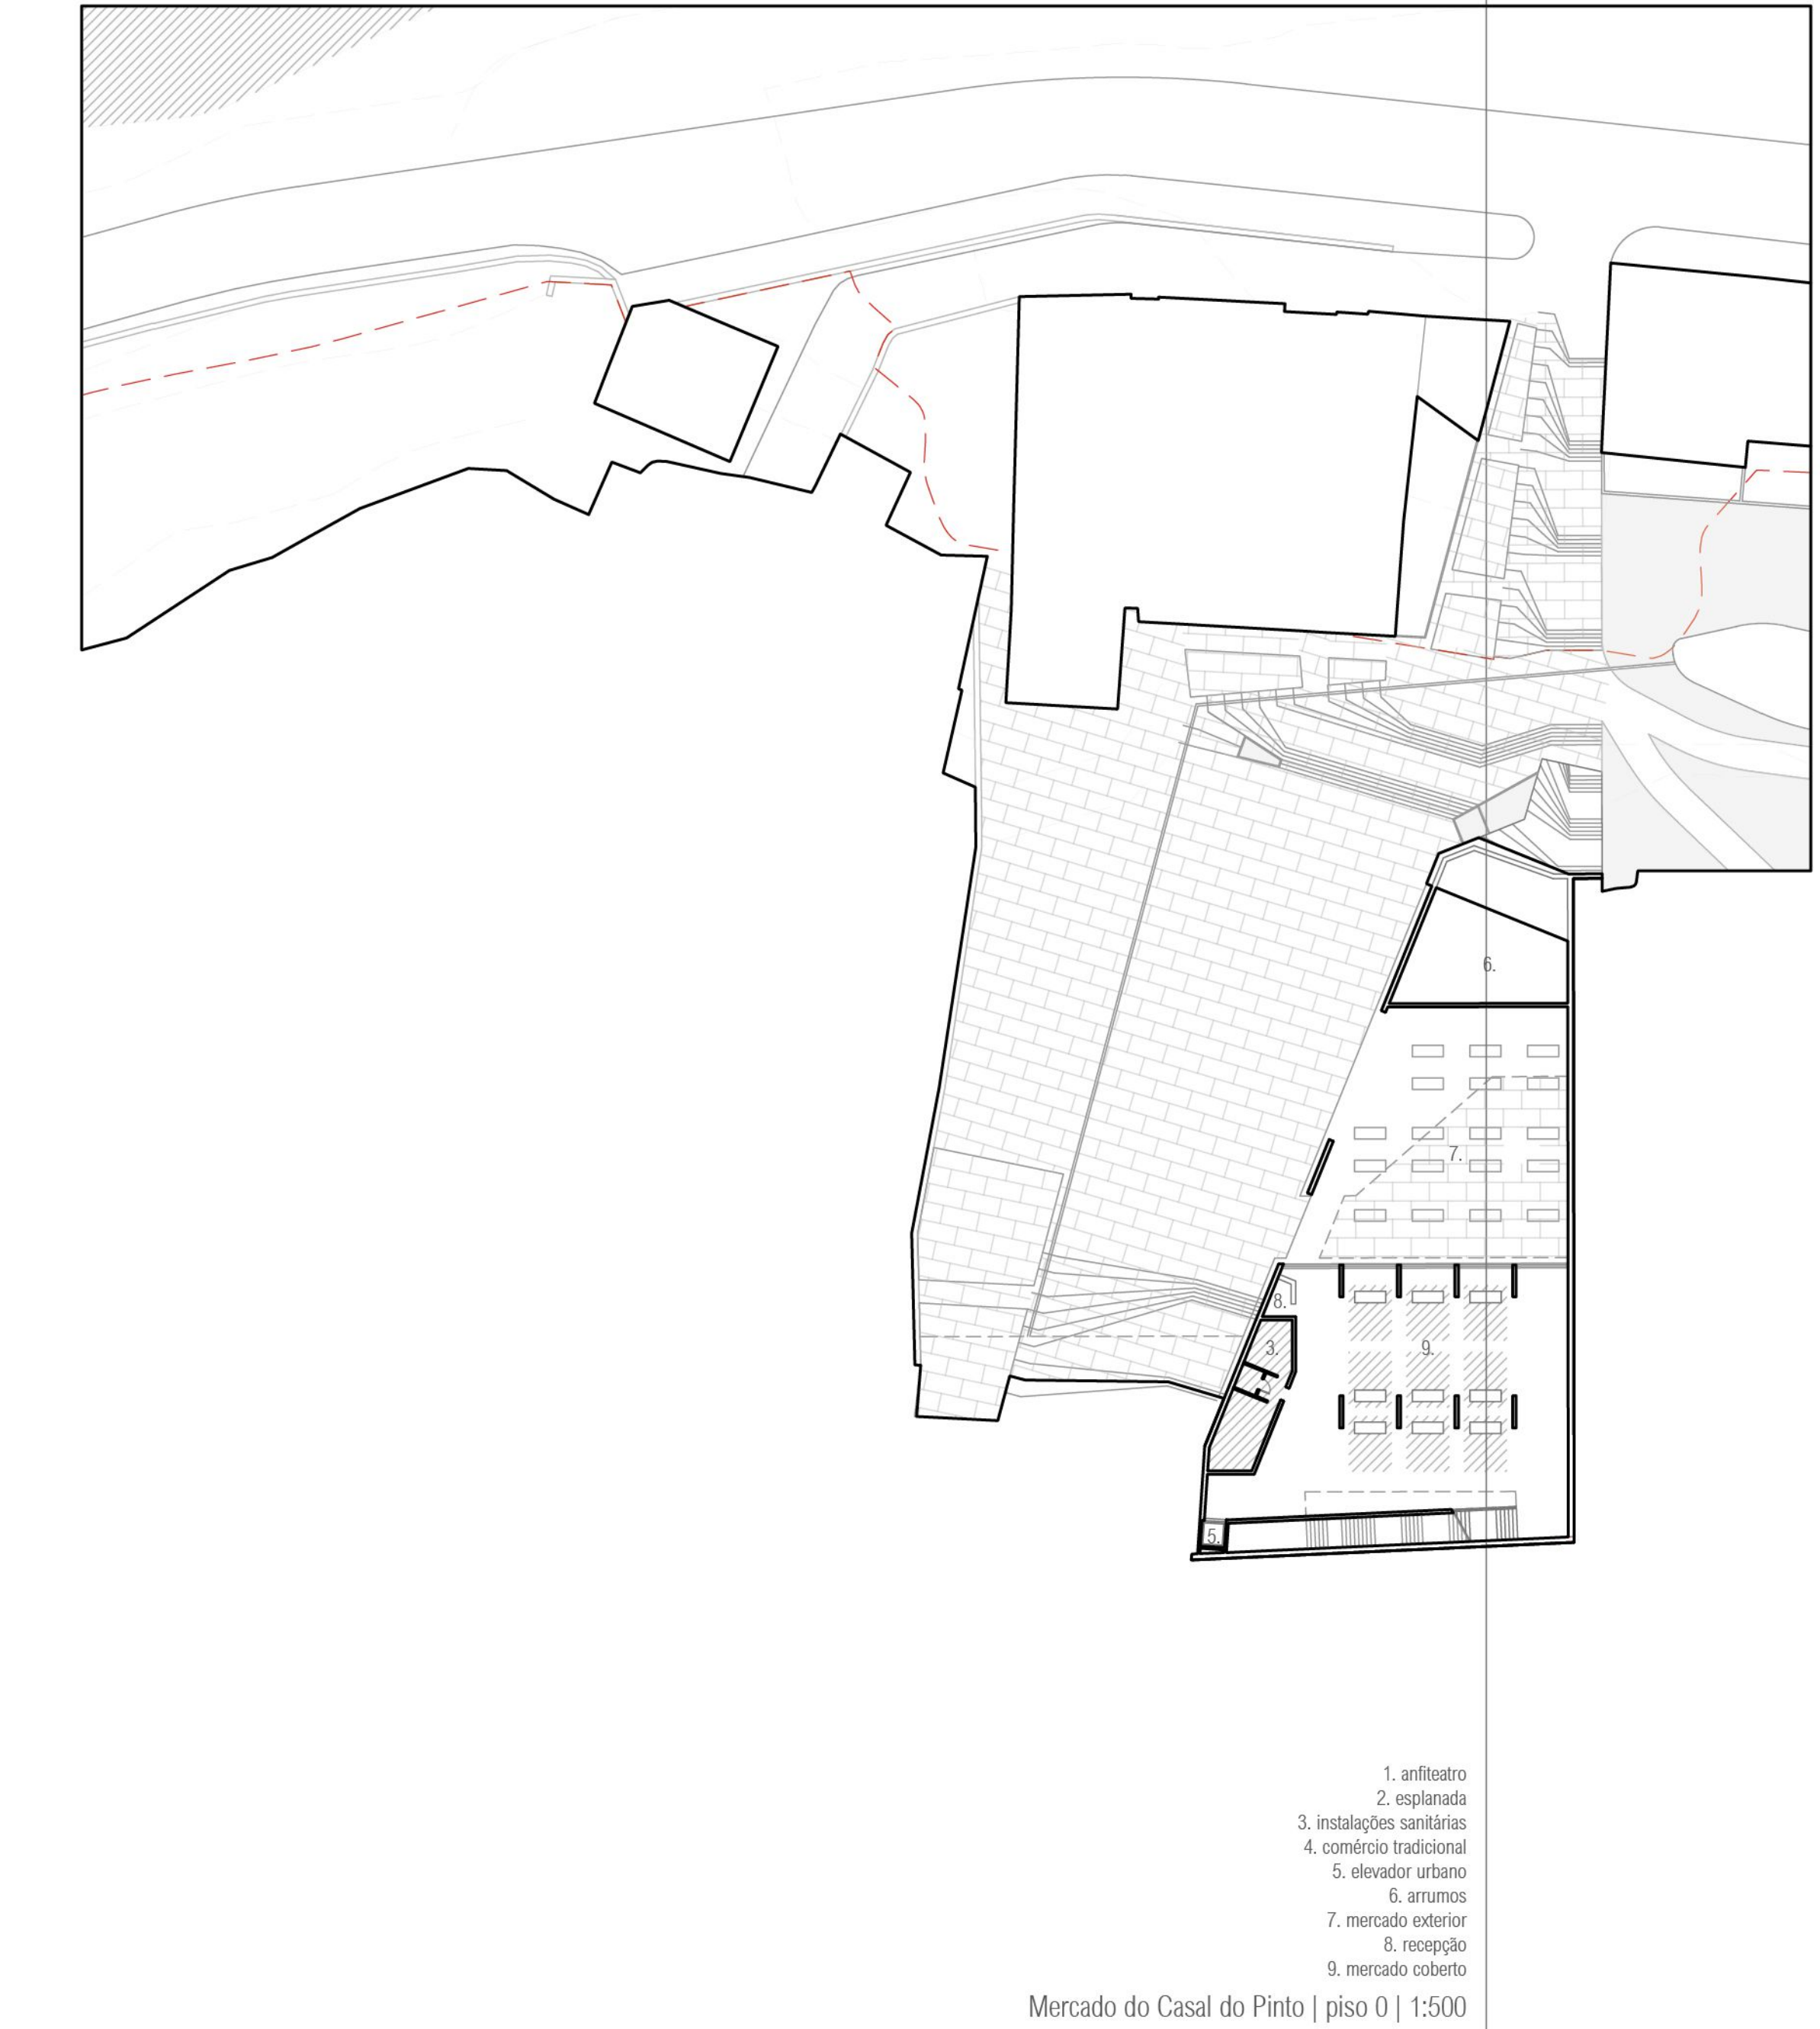 6.
7.
8.
3.
9.
5.
1. anfiteatro
2. esplanada
3. instalações sanitárias
4. comércio tradicional
5. elevador urbano
6. arrumos
7. mercado exterior
8. recepção
9. mercado coberto
Mercado do Casal do Pinto | piso 0 | 1:500